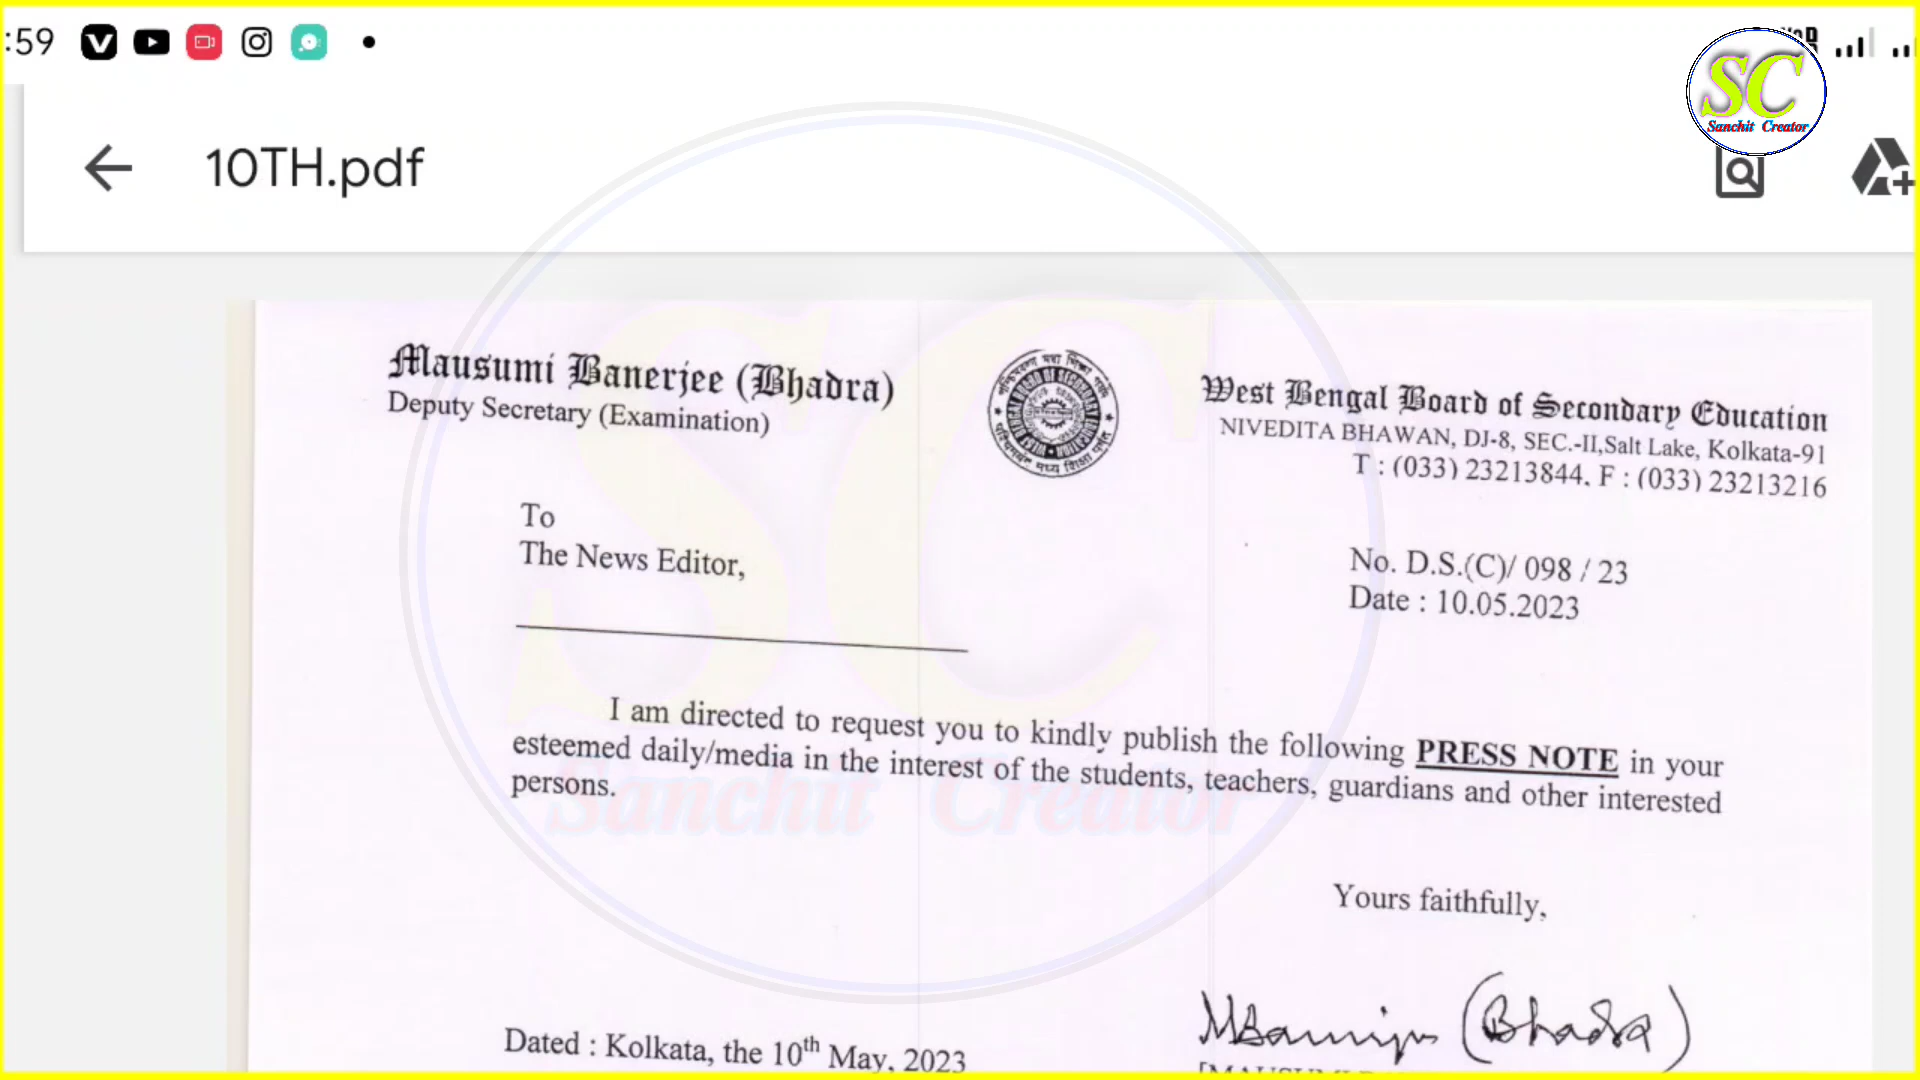 :59
SC
Sanchit Creator
10TH.pdf
Mausumi Banerjee (Bhadra)
Deputy Secretary (Examination)
West Bengal Board of Secondary Education
NIVEDITA BHAWAN, DJ-8, SEC.-II,Salt Lake, Kolkata-91
T : (033) 23213844, F : (033) 23213216
To
The News Editor,
No. D.S.(C)/ 098 / 23
Date : 10.05.2023
I am directed to request you to kindly publish the following PRESS NOTE in your
esteemed daily/media in the interest of the students, teachers, guardians and other interested
persons.
SC
Sanchit Creator
Yours faithfully,
(Bhadra)
Dated : Kolkata, the 10th May, 2023